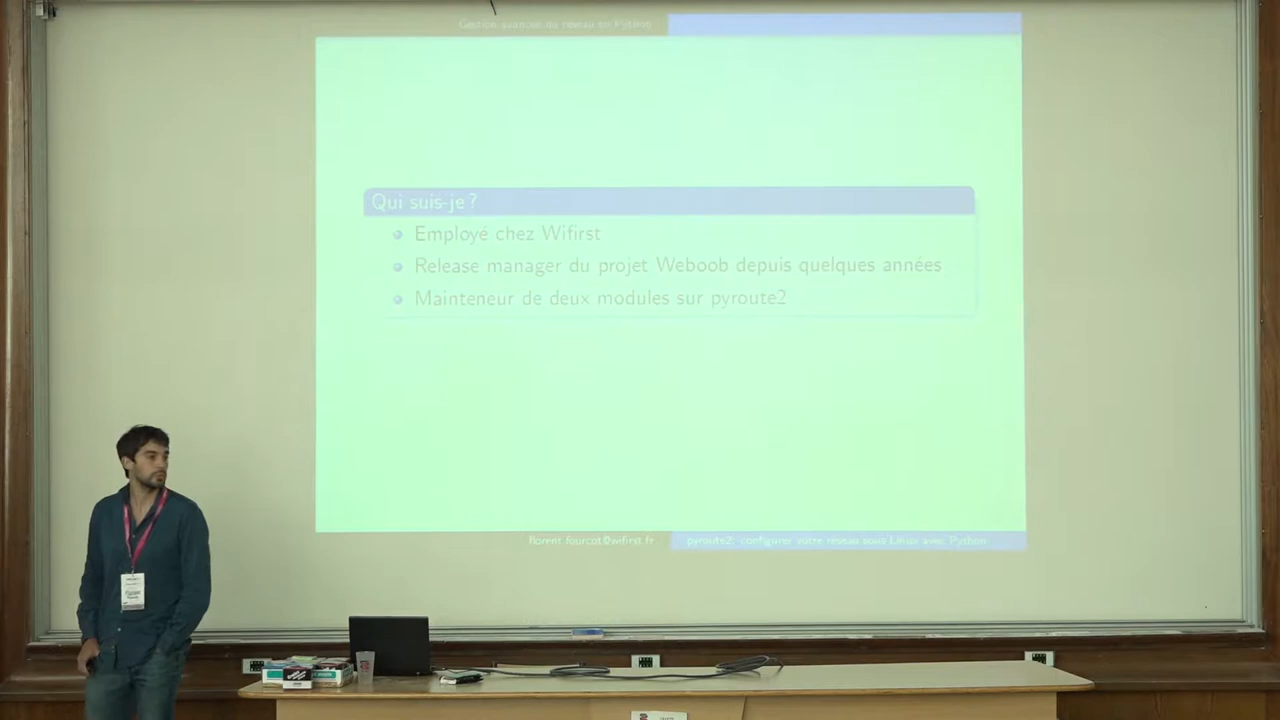 Gestion avancée du réseau en Python
Qui suis-je ?
Employé chez Wifirst
Release manager du projet Weboob depuis quelques années
Mainteneur de deux modules sur pyroute2
florent.fourcot@wifirst.fr
pyroute2: configurer votre réseau sous Linux avec Python